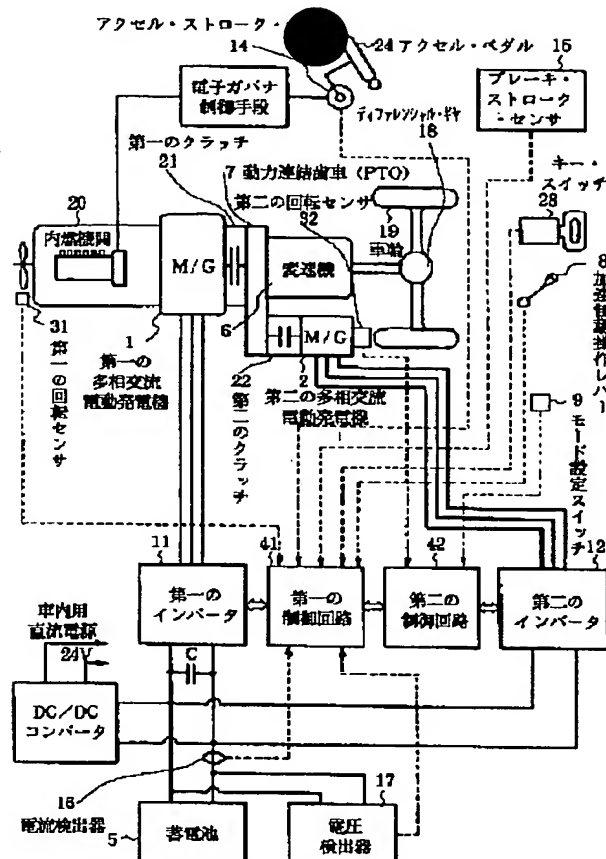 アクセル・ストローク・
24 アクセル・ペダル
14
15
ブレーキ・
ストローク
・センサ
電子ガバナ
制御手段
ディファレンシャル・ギヤ
18
第一のクラッチ
21
7 動力連結歯車 (PTO)
第二の回転センサ
32
19
車輪
キー・
スイッチ
28
20
内燃機関
M/G
変速機
6
8
加速制動操作レバー
31
第一の回転センサ
1
第一の
多相交流
電動発電機
22
第二のクラッチ
M/G
2
第二の多相交流
電動発電機
9
モード設定スイッチ
11
第一の
インバータ
41
第一の
制御回路
42
第二の
制御回路
12
第二の
インバータ
車内用
直流電源
24V
C
DC/DC
コンバータ
16
電流検出器
5
蓄電池
17
電圧
検出器